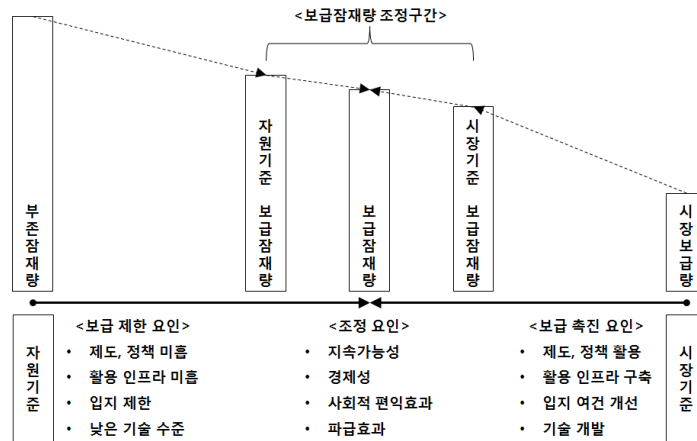 <보급잠재량 조정구간>
부존잠재량
자원기준 보급잠재량
보급잠재량
시장기준 보급잠재량
시장보급량
자원기준
<보급 제한 요인>
• 제도, 정책 미흡
• 활용 인프라 미흡
• 입지 제한
• 낮은 기술 수준
<조정 요인>
• 지속가능성
• 경제성
• 사회적 편익효과
• 파급효과
<보급 촉진 요인>
• 제도, 정책 활용
• 활용 인프라 구축
• 입지 여건 개선
• 기술 개발
시장기준